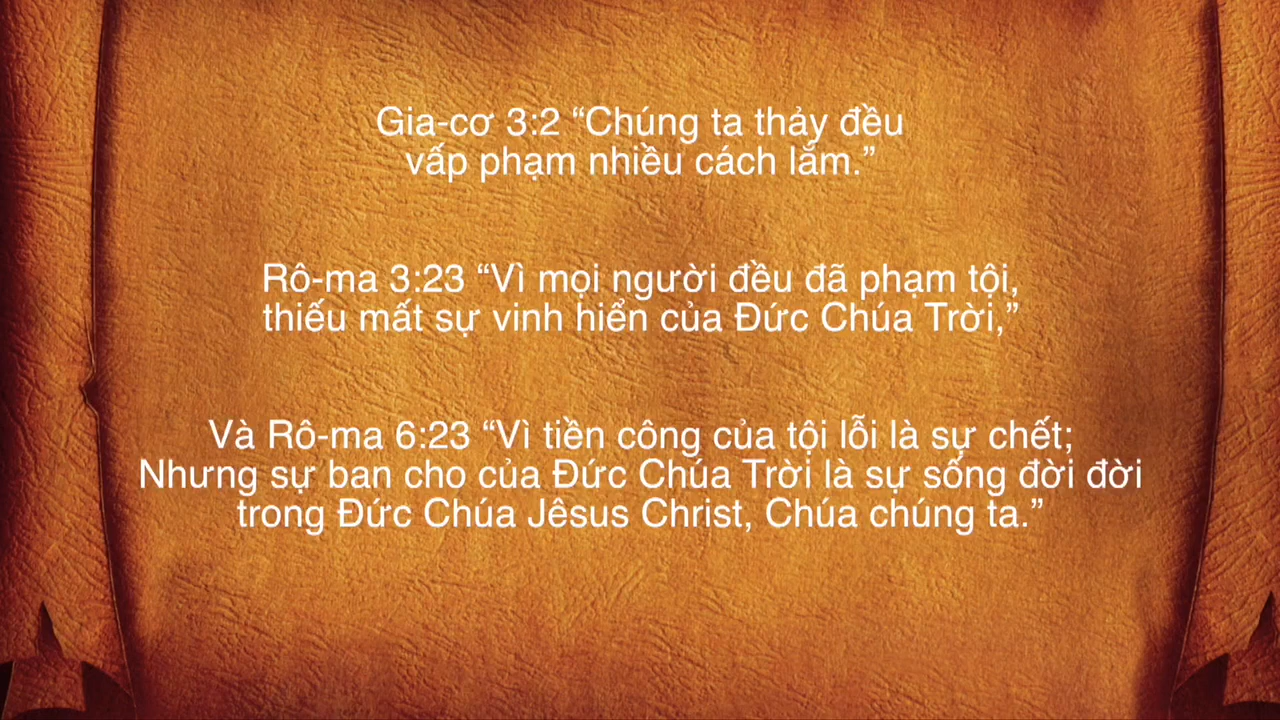 Gia-cơ 3:2 “Chúng ta thảy đều
vấp phạm nhiều cách lắm.”
Rô-ma 3:23 “Vì mọi người đều đã phạm tội,
thiếu mất sự vinh hiển của Đức Chúa Trời,”
Và Rô-ma 6:23 “Vì tiền công của tội lỗi là sự chết;
Nhưng sự ban cho của Đức Chúa Trời là sự sống đời đời
trong Đức Chúa Jêsus Christ, Chúa chúng ta.”